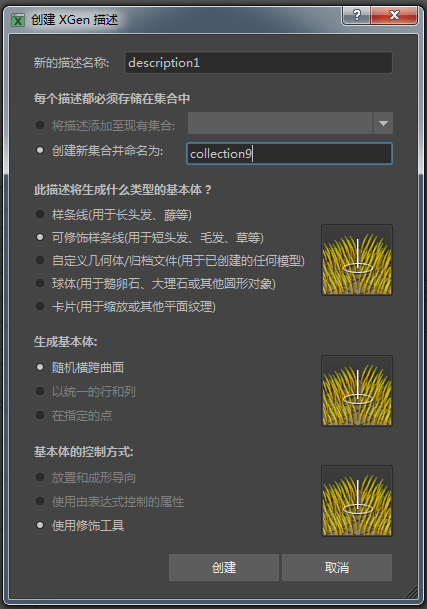 创建 XGen 描述
新的描述名称: description1
每个描述都必须存储在集合中
将描述添加至现有集合:
创建新集合并命名为: collection9
此描述将生成什么类型的基本体？
样条线(用于长头发、藤等)
可修饰样条线(用于短头发、毛发、草等)
自定义几何体/归档文件(用于已创建的任何模型)
球体(用于鹅卵石、大理石或其他圆形对象)
卡片(用于缩放或其他平面纹理)
生成基本体:
随机横跨曲面
以统一的行和列
在指定的点
基本体的控制方式:
放置和成形导向
使用由表达式控制的属性
使用修饰工具
创建 取消